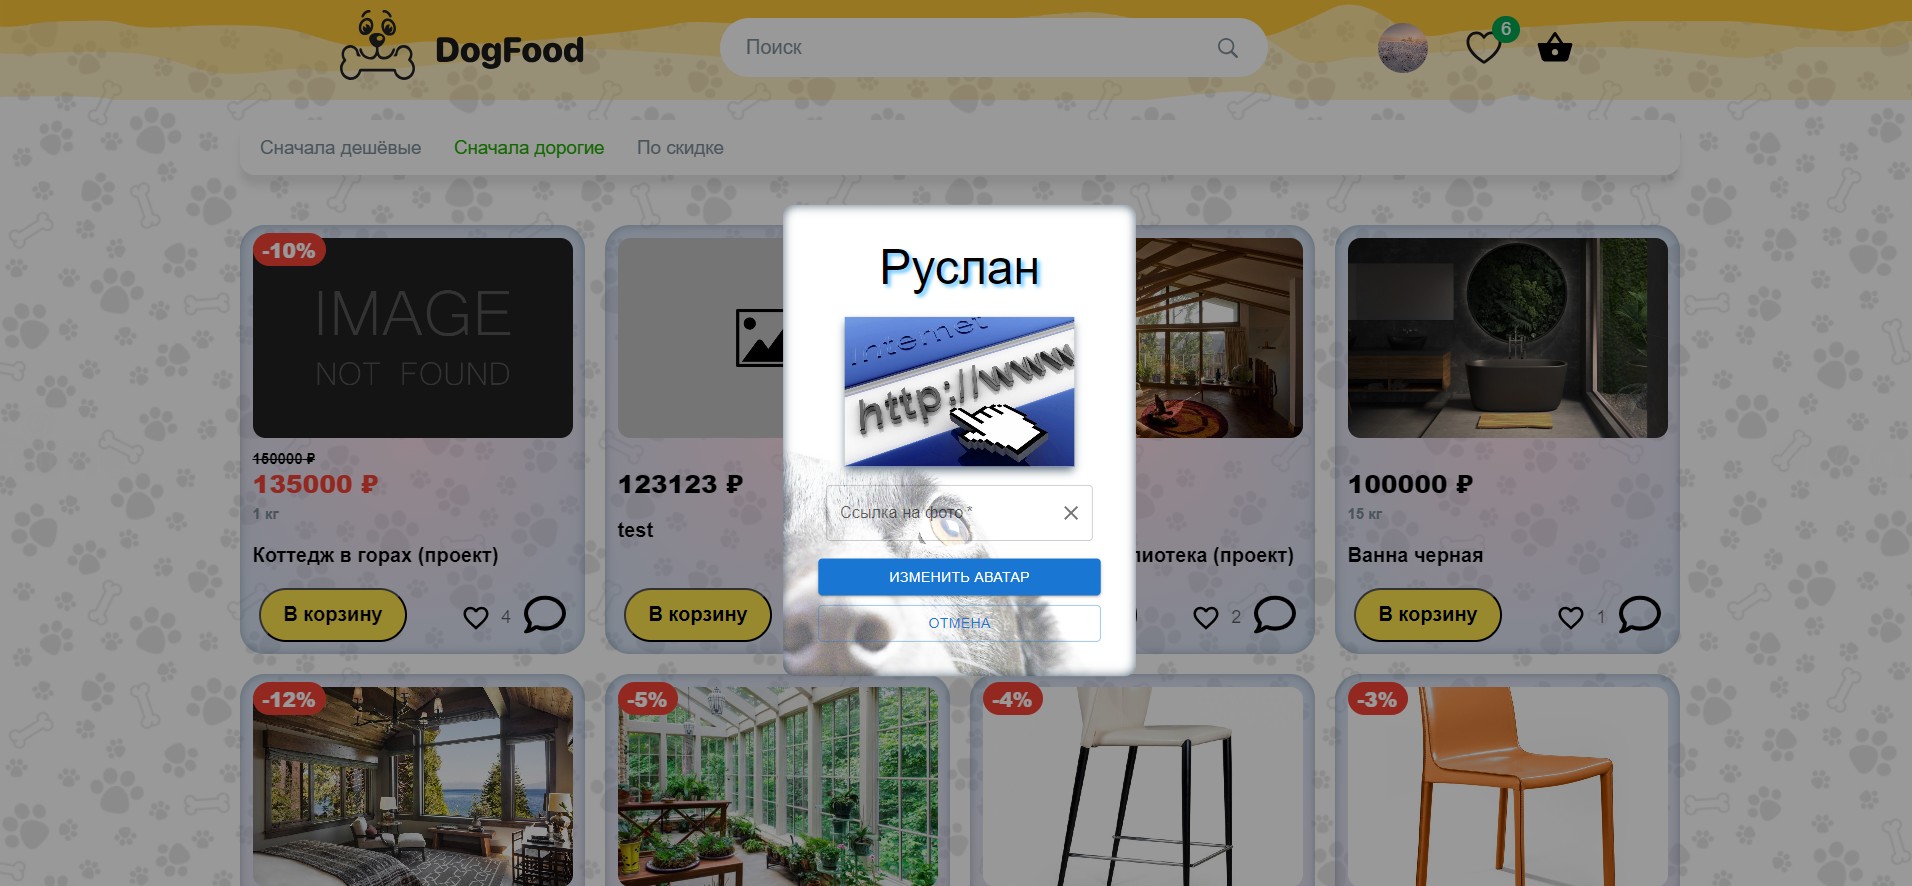 DogFood
Поиск
6
Сначала дешёвые
Сначала дорогие
По скидке
-10%
IMAGE
NOT FOUND
150000 ₽
135000 ₽
1 кг
Коттедж в горах (проект)
В корзину
4
123123 ₽
test
В корзину
Руслан
Internet
http://www
Ссылка на фото *
ИЗМЕНИТЬ АВАТАР
ОТМЕНА
лиотека (проект)
2
100000 ₽
15 кг
Ванна черная
В корзину
1
-12%
-5%
-4%
-3%